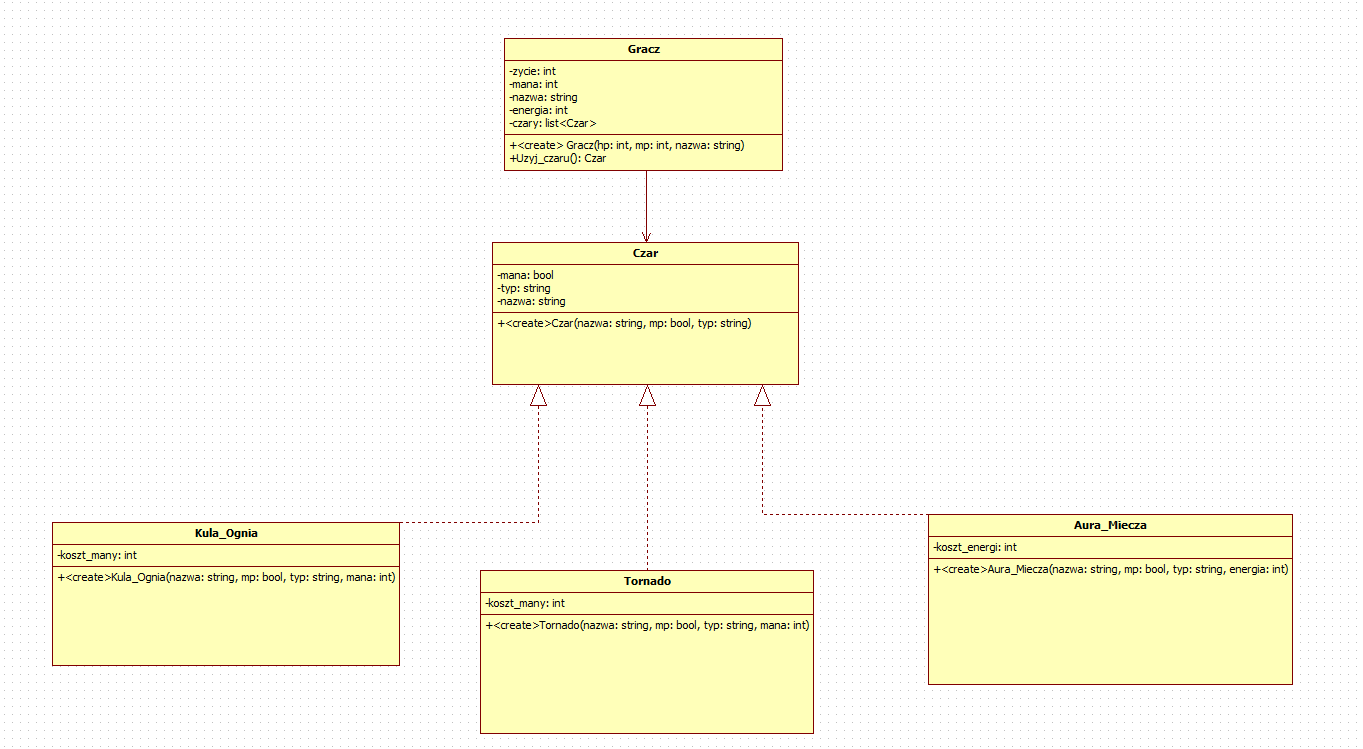 Gracz
-zycie: int
-mana: int
-nazwa: string
-energia: int
-czary: list<Czar>
+<create> Gracz(hp: int, mp: int, nazwa: string)
+Uzyj_czaru(): Czar
Czar
-mana: bool
-typ: string
-nazwa: string
+<create>Czar(nazwa: string, mp: bool, typ: string)
Kula_Ognia
-koszt_many: int
+<create>Kula_Ognia(nazwa: string, mp: bool, typ: string, mana: int)
Tornado
-koszt_many: int
+<create>Tornado(nazwa: string, mp: bool, typ: string, mana: int)
Aura_Miecza
-koszt_energi: int
+<create>Aura_Miecza(nazwa: string, mp: bool, typ: string, energia: int)